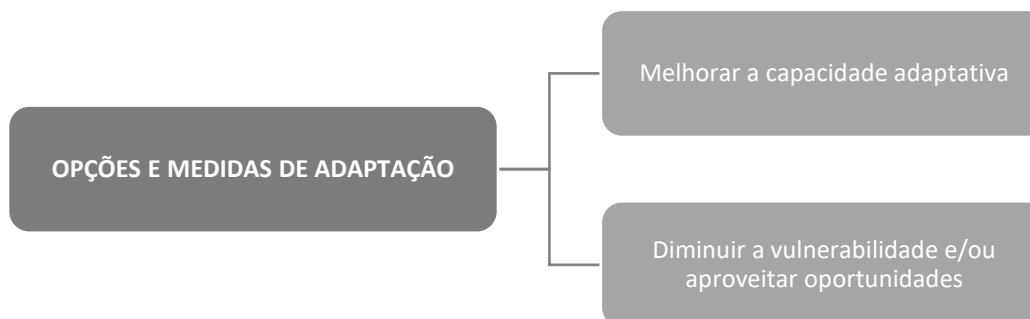 OPÇÕES E MEDIDAS DE ADAPTAÇÃO
Melhorar a capacidade adaptativa
Diminuir a vulnerabilidade e/ou
aproveitar oportunidades